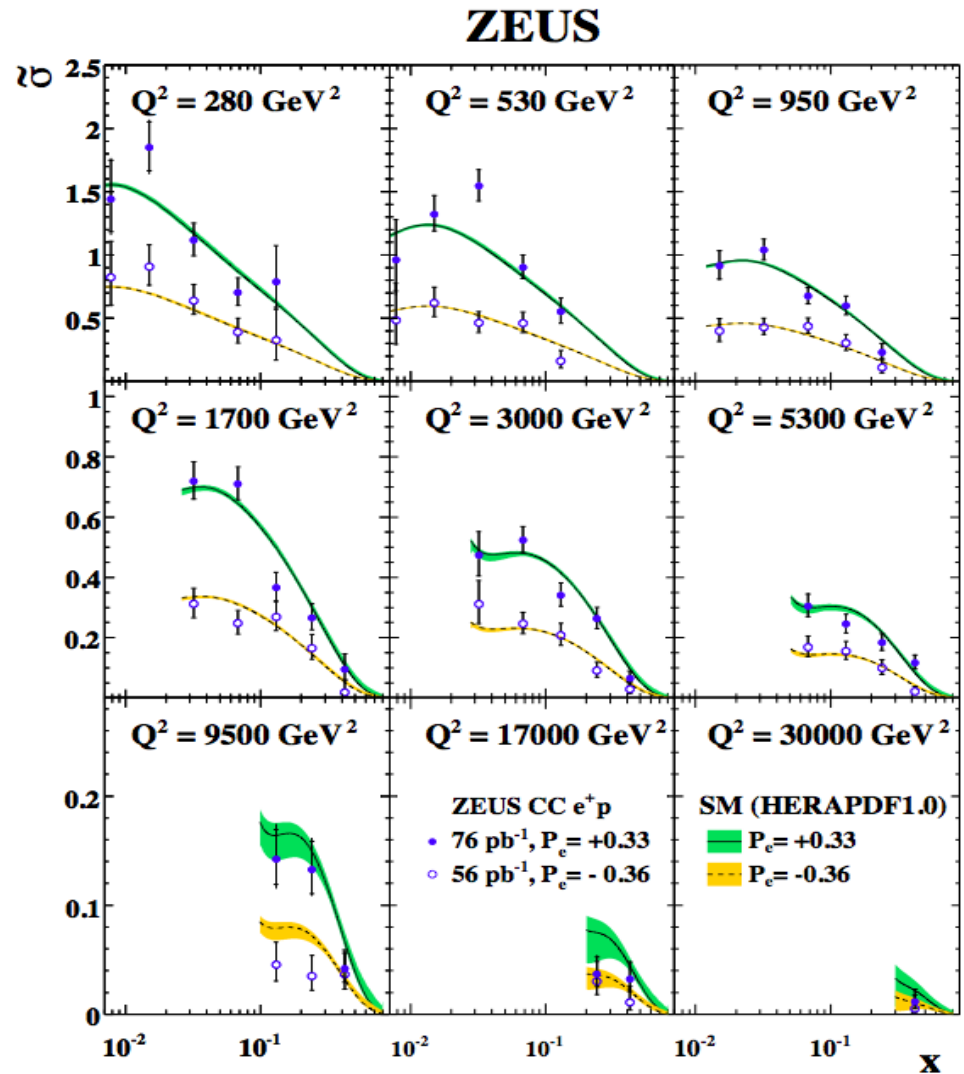 ZEUS
σ̃
2.5
2
1.5
1
0.5
Q² = 280 GeV²
Q² = 530 GeV²
Q² = 950 GeV²
1
0.8
0.6
0.4
0.2
Q² = 1700 GeV²
Q² = 3000 GeV²
Q² = 5300 GeV²
0.2
0.1
0
Q² = 9500 GeV²
Q² = 17000 GeV²
Q² = 30000 GeV²
ZEUS CC e⁺p
76 pb⁻¹, Pₑ= +0.33
56 pb⁻¹, Pₑ= - 0.36
SM (HERAPDF1.0)
Pₑ= +0.33
Pₑ= -0.36
10⁻² 10⁻¹ 10⁻² 10⁻¹ 10⁻² 10⁻¹
x